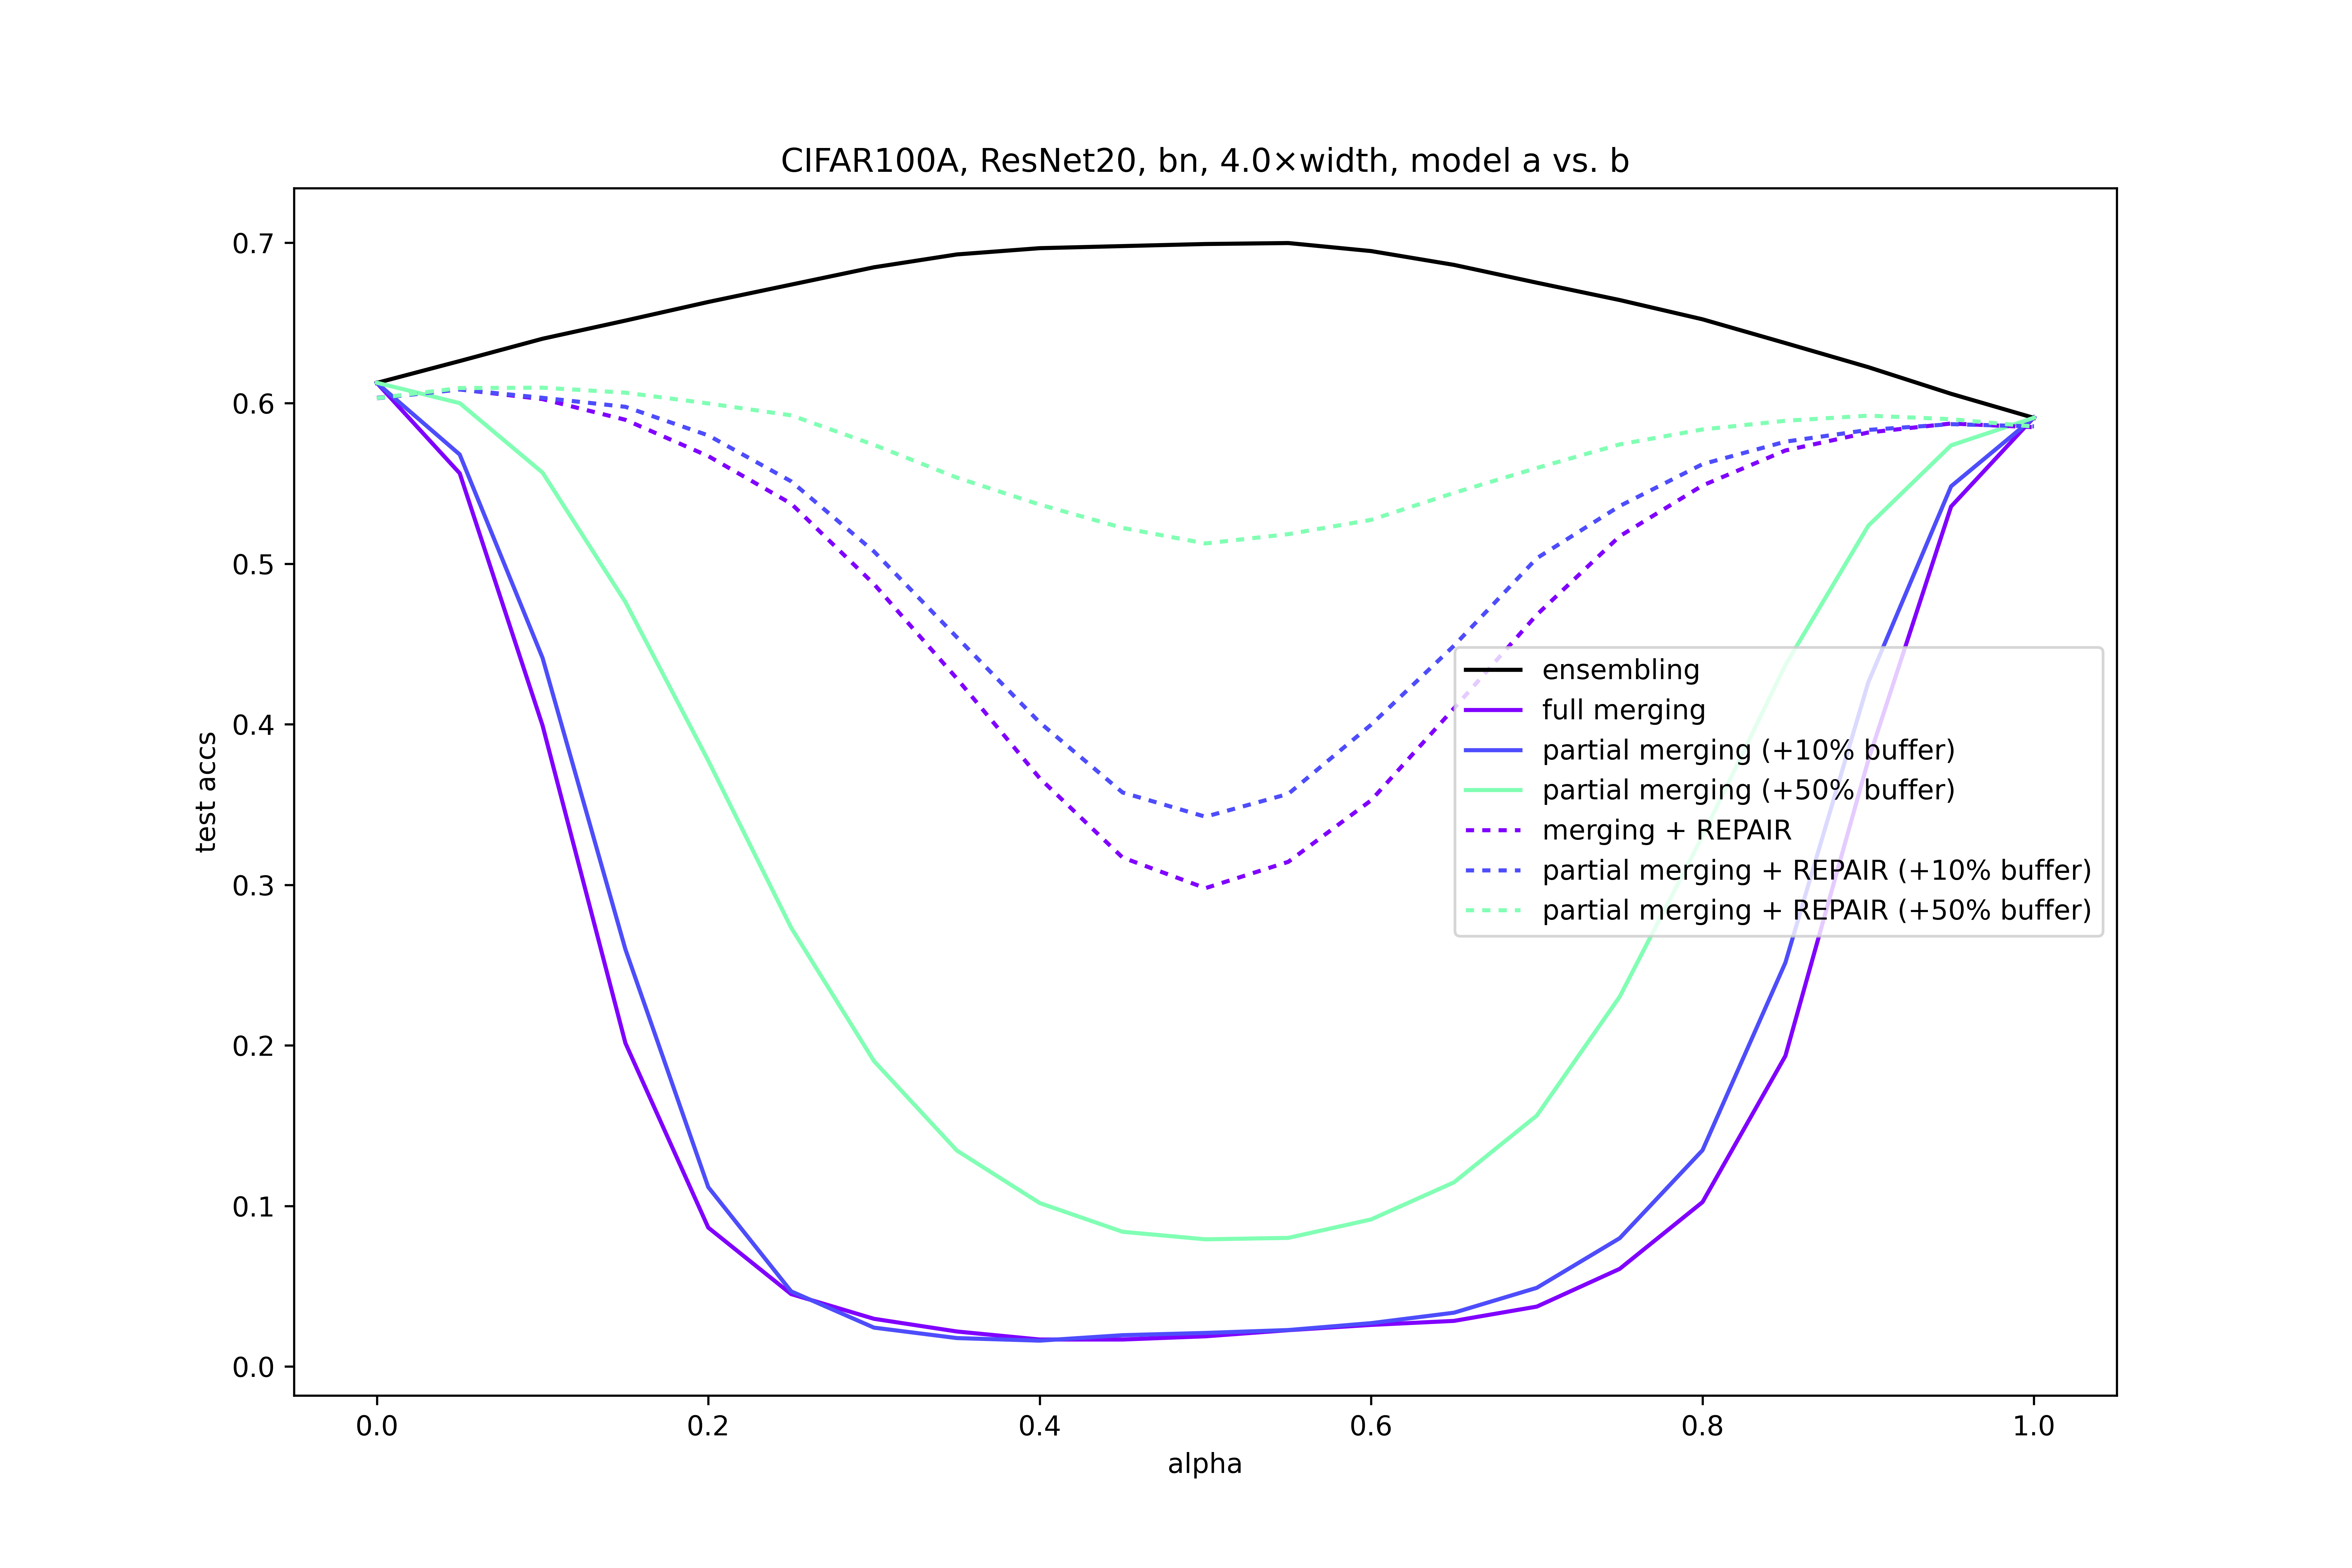 CIFAR100A, ResNet20, bn, 4.0×width, model a vs. b
0.7
0.6
0.5
0.4
0.3
0.2
0.1
0.0
test accs
ensembling
full merging
partial merging (+10% buffer)
partial merging (+50% buffer)
merging + REPAIR
partial merging + REPAIR (+10% buffer)
partial merging + REPAIR (+50% buffer)
0.0 0.2 0.4 0.6 0.8 1.0
alpha